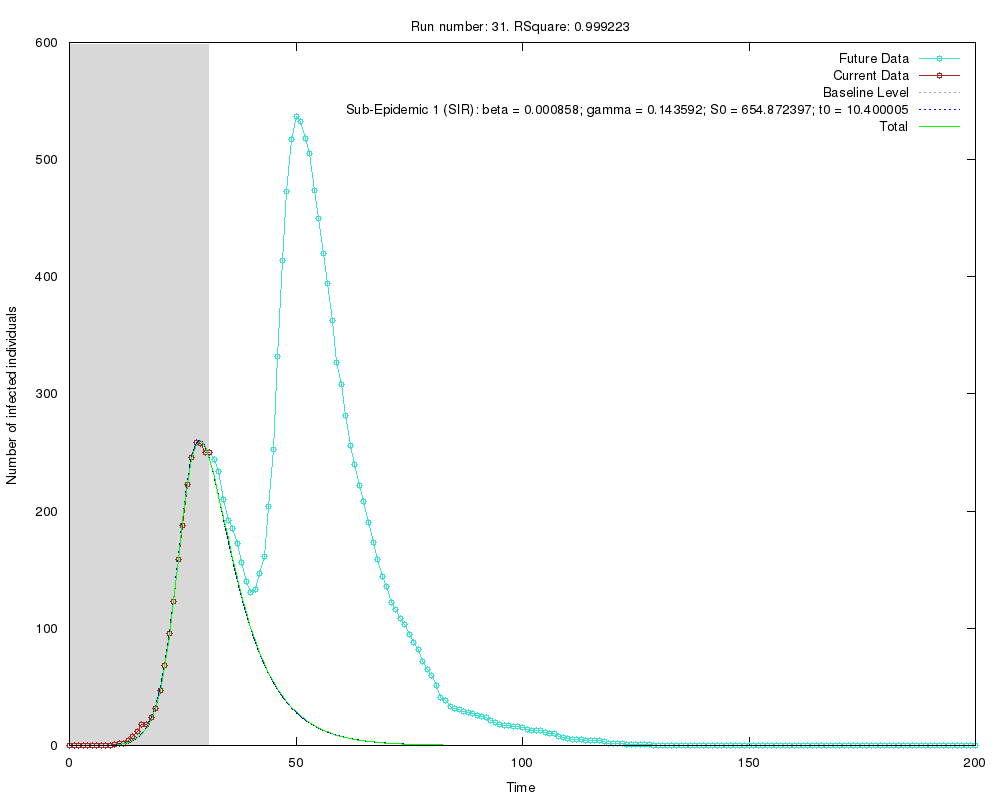 Run number: 31. RSquare: 0.999223
600
500
400
300
200
100
0
0
50
100
150
200
Number of infected individuals
Time
Future Data
Current Data
Baseline Level
Sub-Epidemic 1 (SIR): beta = 0.000858; gamma = 0.143592; S0 = 654.872397; t0 = 10.400005
Total